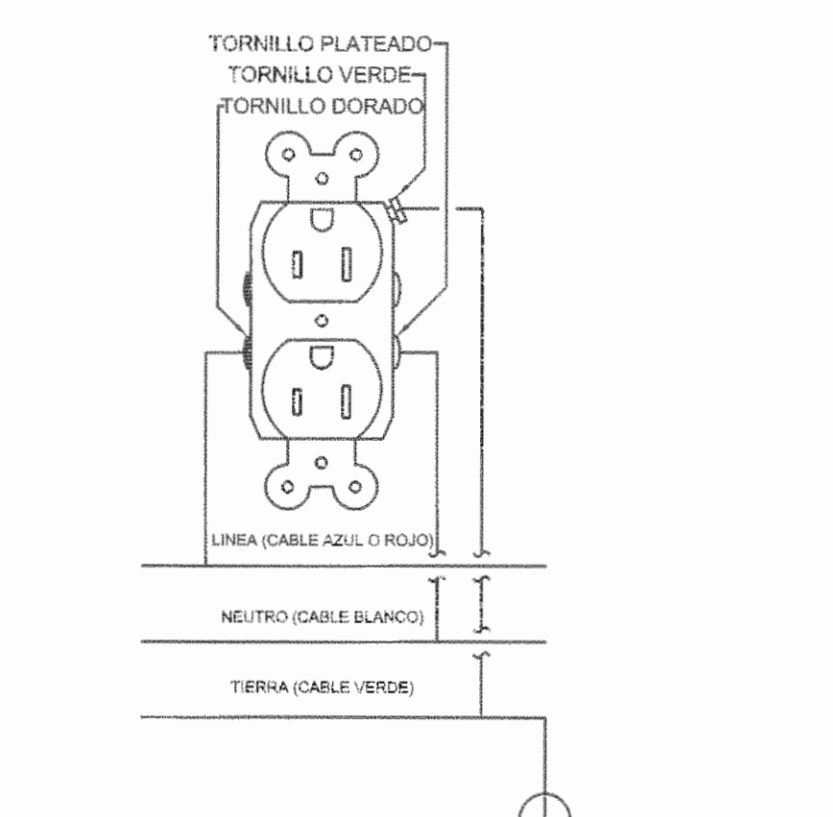 TORNILLO PLATEADO
TORNILLO VERDE
TORNILLO DORADO
LINEA (CABLE AZUL O ROJO)
NEUTRO (CABLE BLANCO)
TIERRA (CABLE VERDE)